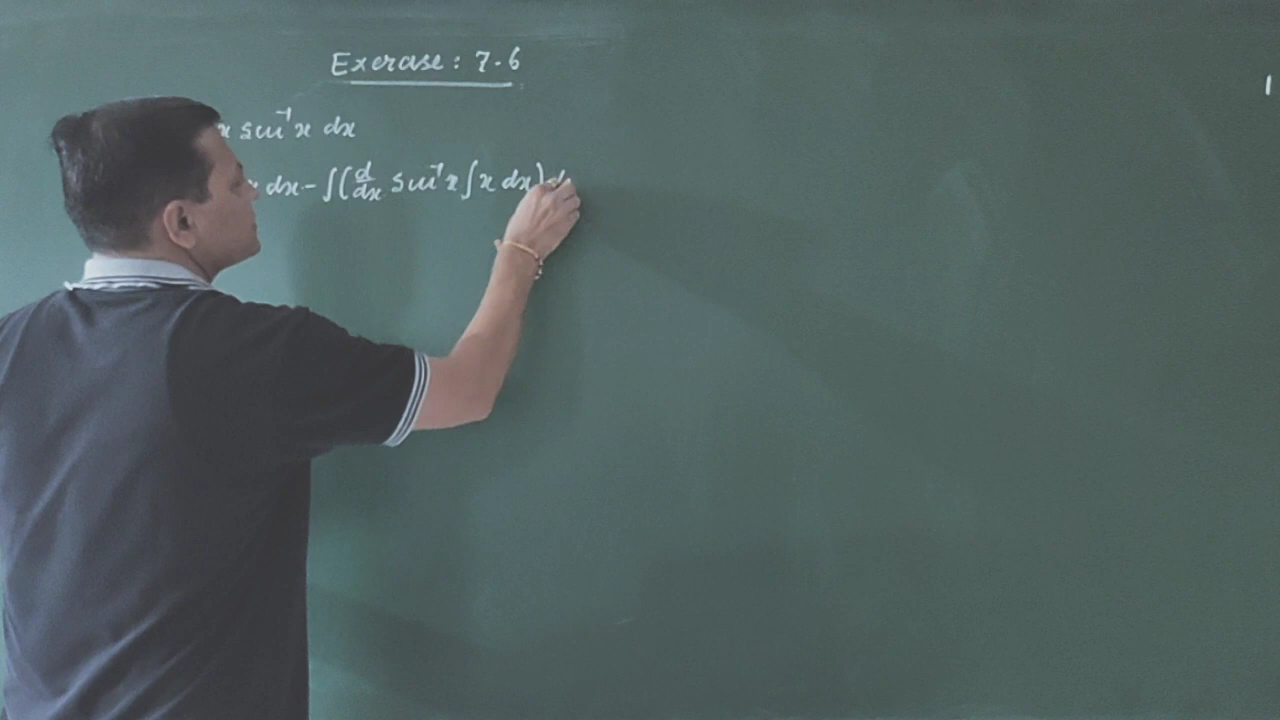 Exercise : 7.6
x sin⁻¹x dx
x dx - ∫(d/dx sin⁻¹x ∫x dx) d
1